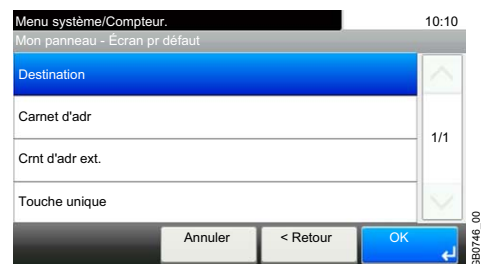 Menu système/Compteur. 10:10
Mon panneau - Écran pr défaut
Destination
Carnet d'adr
1/1
Crnt d'adr ext.
Touche unique
Annuler < Retour OK
GB0746_00